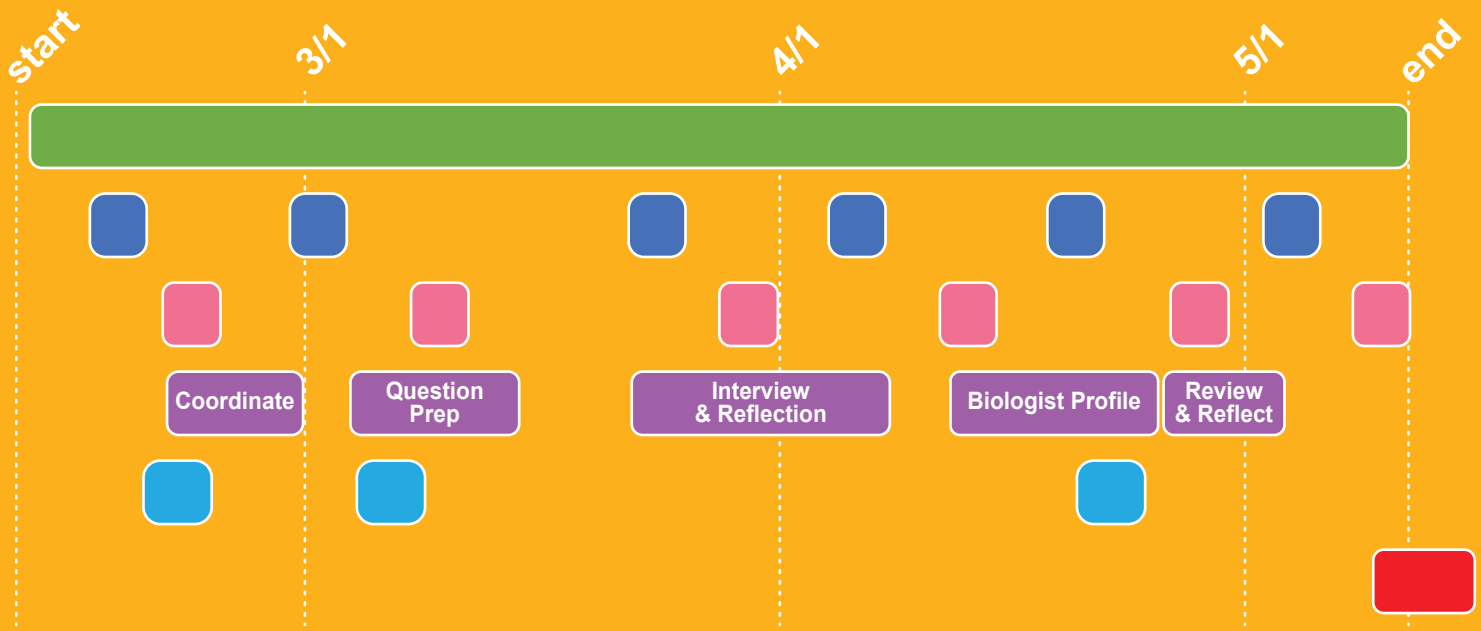 start
3/1
4/1
5/1
end
Coordinate
Question
Prep
Interview
& Reflection
Biologist Profile
Review
& Reflect